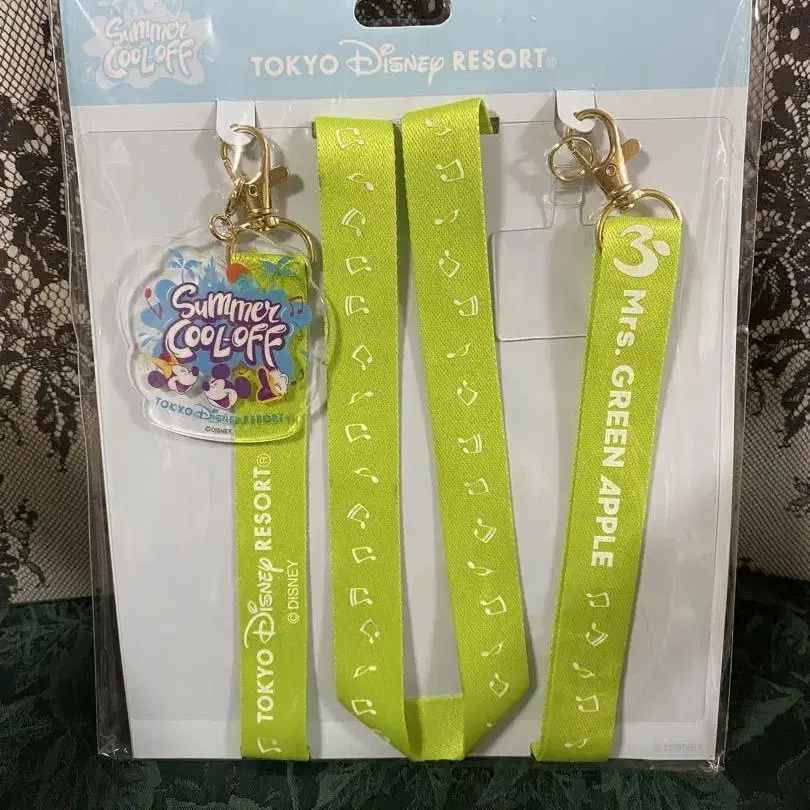 Summer
COOL-OFF
TOKYO Disney RESORT®
Summer
COOL-OFF
TOKYO Disney RESORT®
©DISNEY
TOKYO Disney RESORT®
©DISNEY
Mrs. GREEN APPLE
©DISNEY